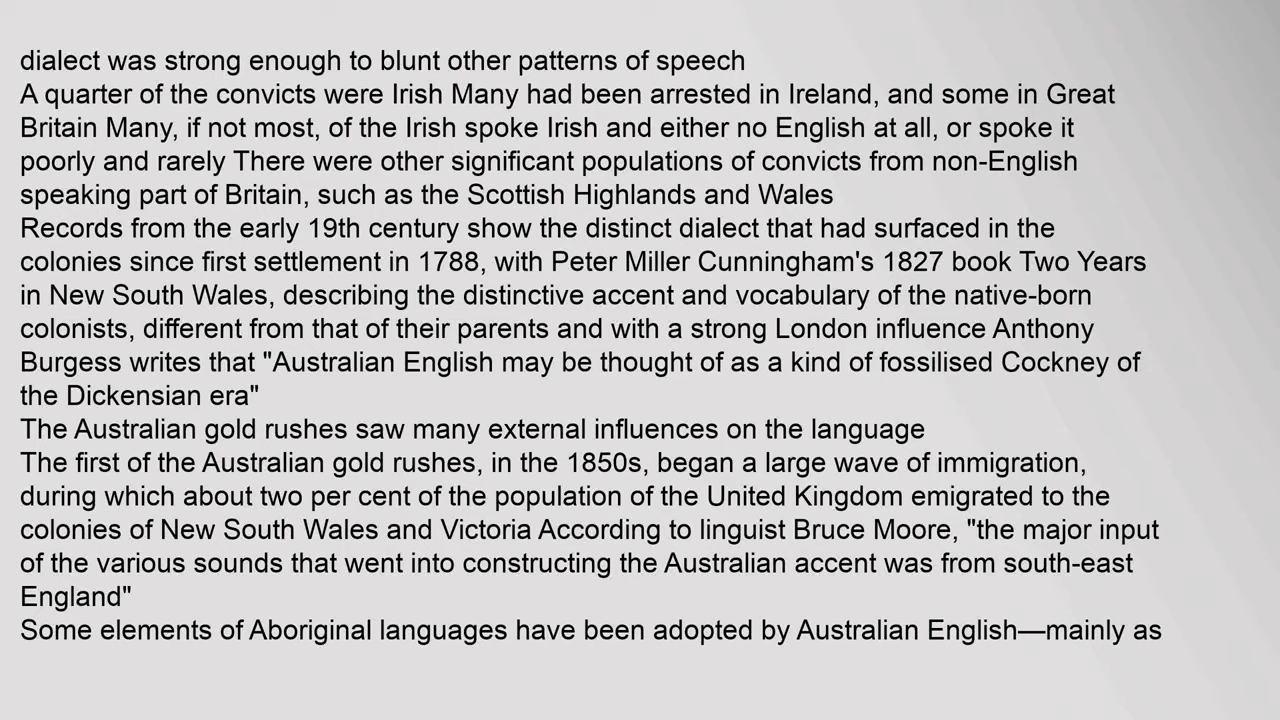 dialect was strong enough to blunt other patterns of speech
A quarter of the convicts were Irish Many had been arrested in Ireland, and some in Great
Britain Many, if not most, of the Irish spoke Irish and either no English at all, or spoke it
poorly and rarely There were other significant populations of convicts from non-English
speaking part of Britain, such as the Scottish Highlands and Wales
Records from the early 19th century show the distinct dialect that had surfaced in the
colonies since first settlement in 1788, with Peter Miller Cunningham's 1827 book Two Years
in New South Wales, describing the distinctive accent and vocabulary of the native-born
colonists, different from that of their parents and with a strong London influence Anthony
Burgess writes that "Australian English may be thought of as a kind of fossilised Cockney of
the Dickensian era"
The Australian gold rushes saw many external influences on the language
The first of the Australian gold rushes, in the 1850s, began a large wave of immigration,
during which about two per cent of the population of the United Kingdom emigrated to the
colonies of New South Wales and Victoria According to linguist Bruce Moore, "the major input
of the various sounds that went into constructing the Australian accent was from south-east
England"
Some elements of Aboriginal languages have been adopted by Australian English—mainly as